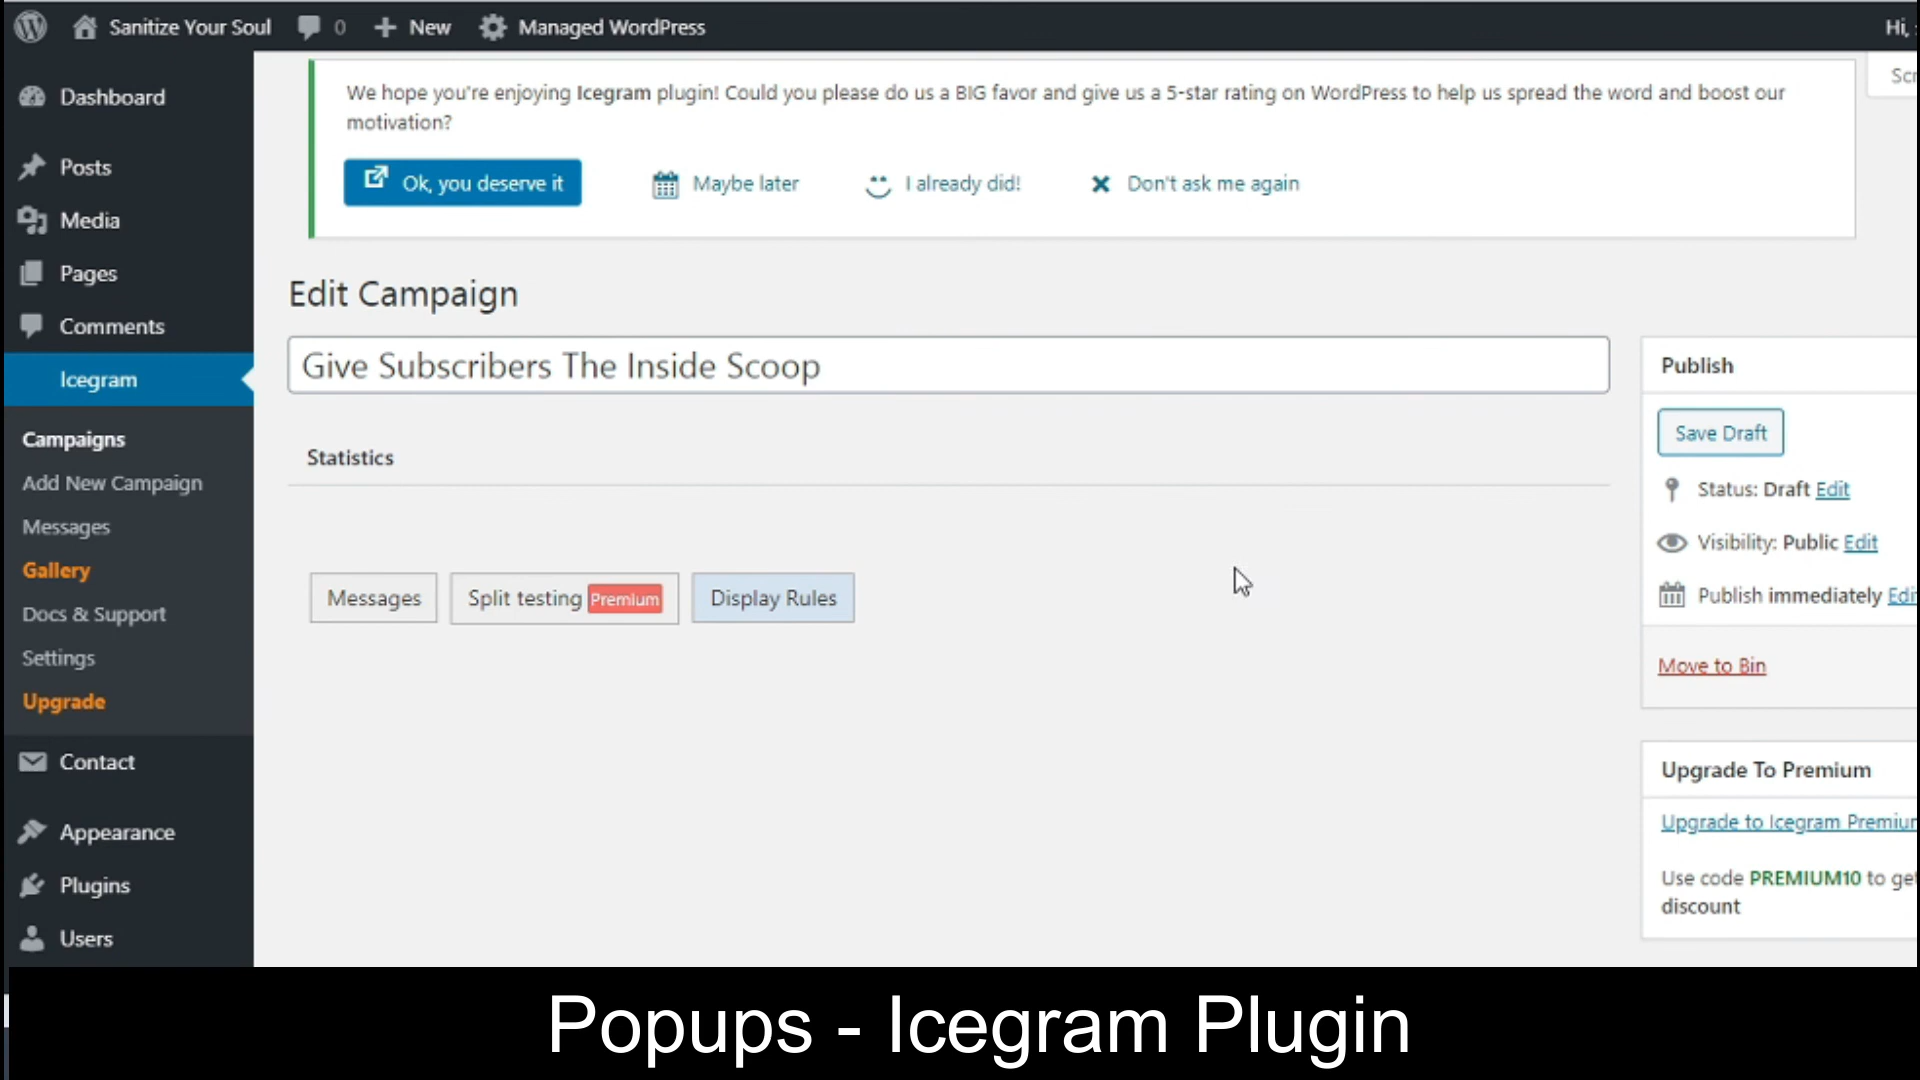 Sanitize Your Soul 0 New Managed WordPress Hi,
Dashboard
Posts
Media
Pages
Comments
Icegram
Campaigns
Add New Campaign
Messages
Gallery
Docs & Support
Settings
Upgrade
Contact
Appearance
Plugins
Users
We hope you're enjoying Icegram plugin! Could you please do us a BIG favor and give us a 5-star rating on WordPress to help us spread the word and boost our
motivation?
Ok, you deserve it Maybe later I already did! Don't ask me again
Edit Campaign
Give Subscribers The Inside Scoop
Statistics
Messages Split testing Premium Display Rules
Publish
Save Draft
Status: Draft Edit
Visibility: Public Edit
Publish immediately
Move to Bin
Upgrade To Premium
Upgrade to Icegram
Use code PREMIUM10 to get
discount
Popups - Icegram Plugin